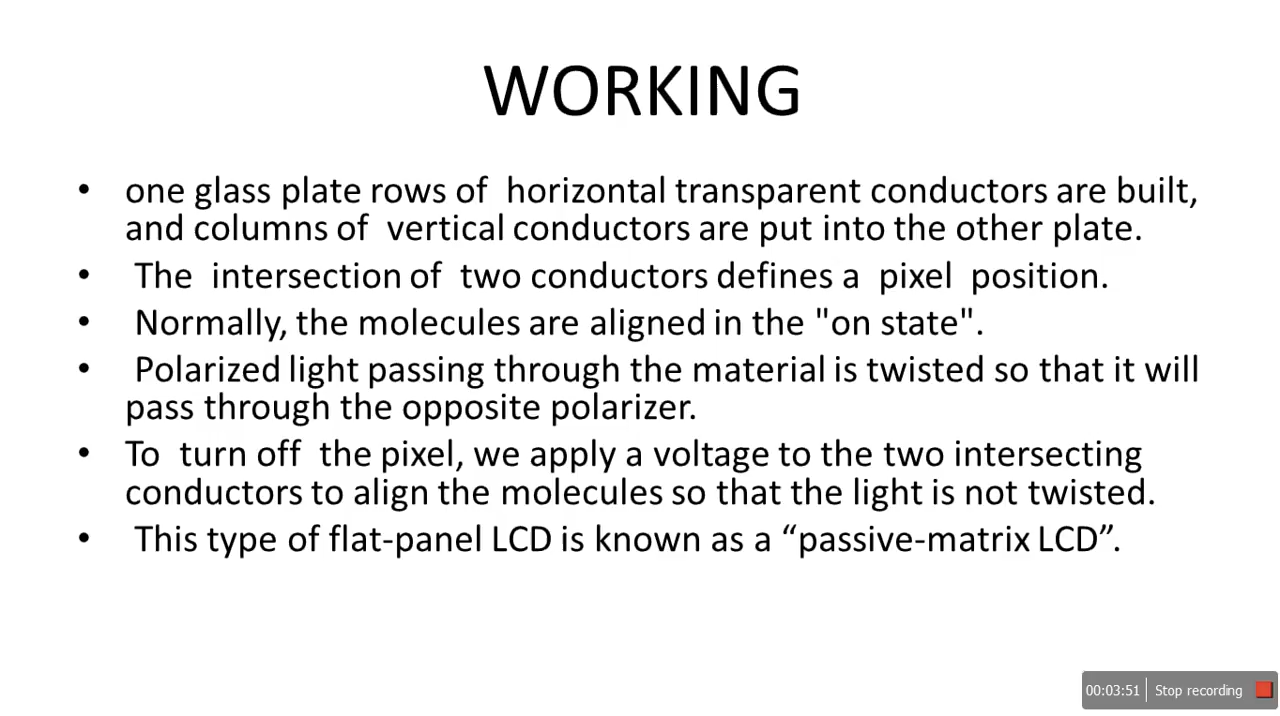 WORKING
• one glass plate rows of horizontal transparent conductors are built,
and columns of vertical conductors are put into the other plate.
• The intersection of two conductors defines a pixel position.
• Normally, the molecules are aligned in the "on state".
• Polarized light passing through the material is twisted so that it will
pass through the opposite polarizer.
• To turn off the pixel, we apply a voltage to the two intersecting
conductors to align the molecules so that the light is not twisted.
• This type of flat-panel LCD is known as a “passive-matrix LCD”.
00:03:51 Stop recording